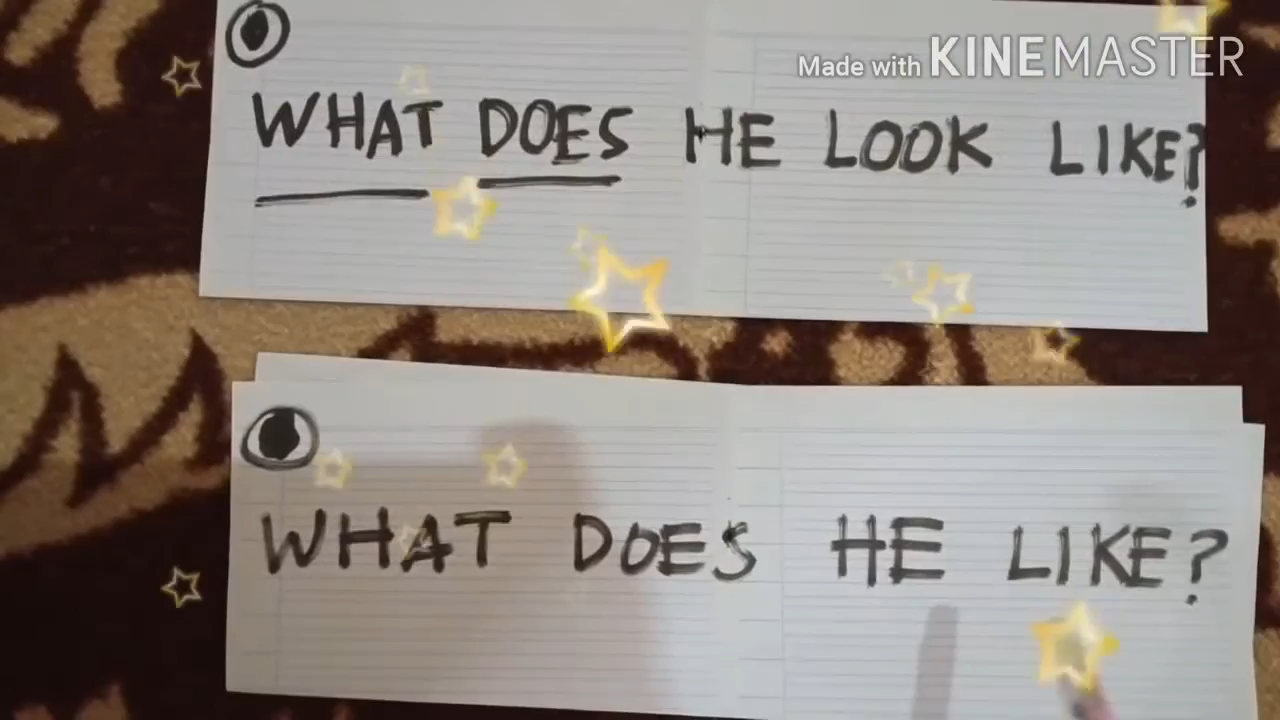 Made with KINEMASTER
WHAT DOES HE LOOK LIKE?
WHAT DOES HE LIKE?